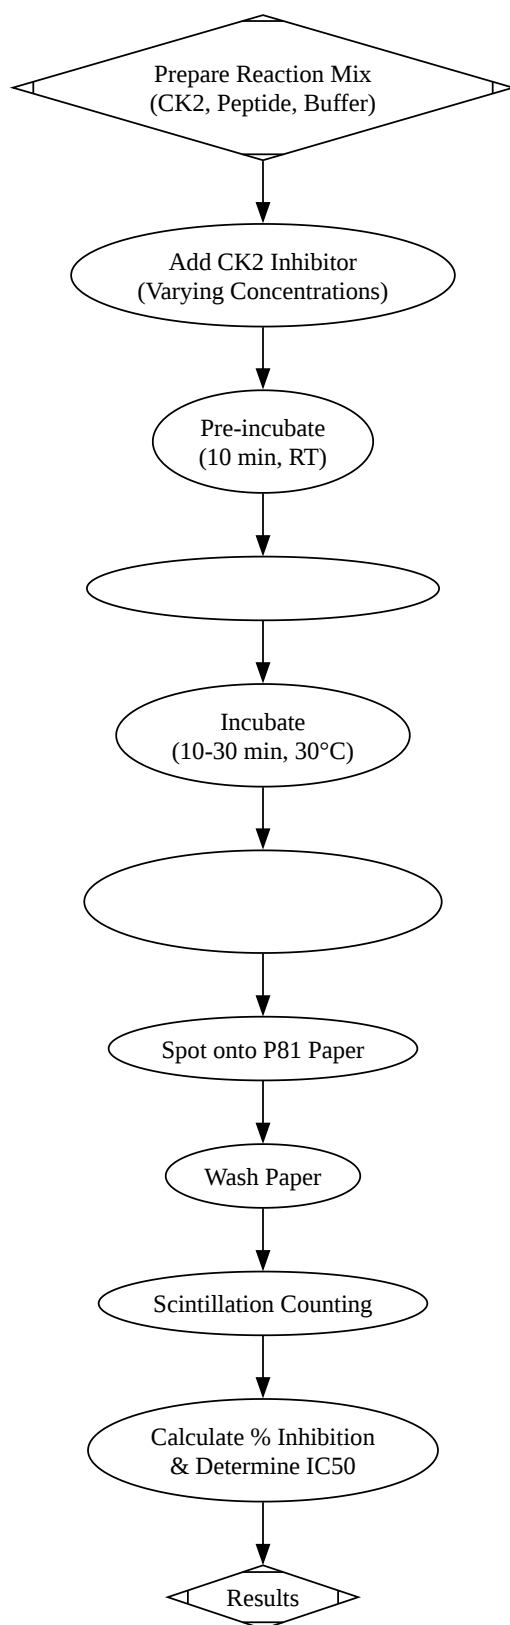 Prepare Reaction Mix
(CK2, Peptide, Buffer)
Add CK2 Inhibitor
(Varying Concentrations)
Pre-incubate
(10 min, RT)
Incubate
(10-30 min, 30°C)
Spot onto P81 Paper
Wash Paper
Scintillation Counting
Calculate % Inhibition
& Determine IC50
Results